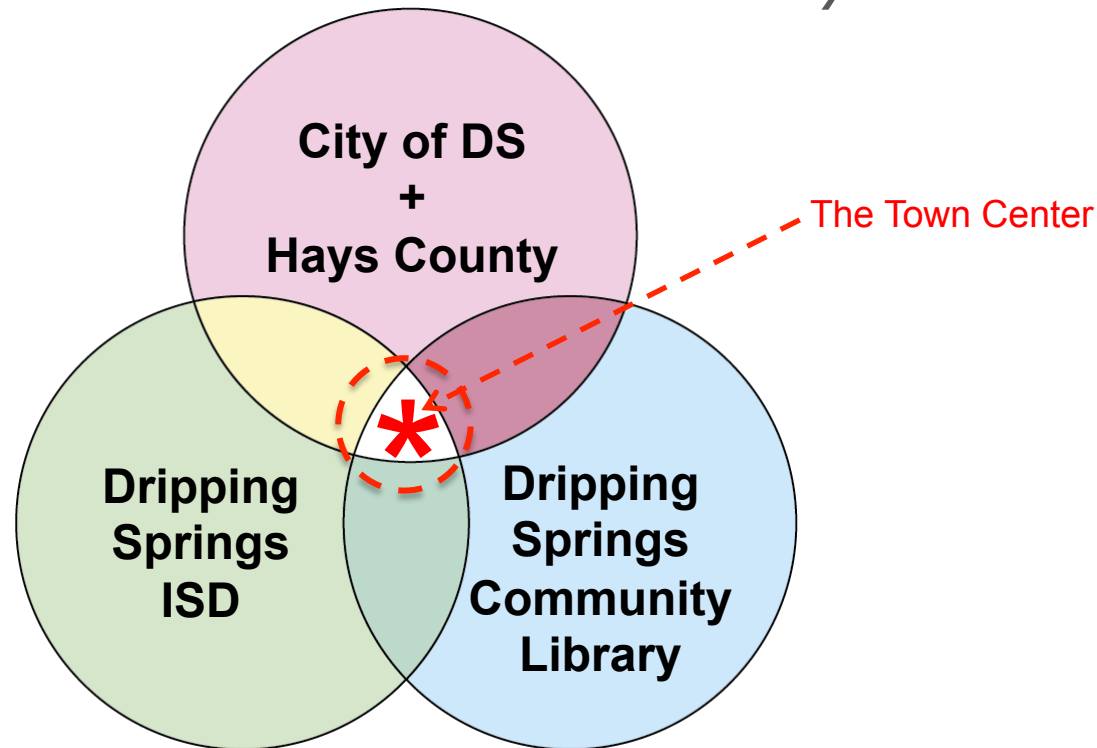 City of DS
+
Hays County
The Town Center
*
Dripping
Springs
ISD
Dripping
Springs
Community
Library